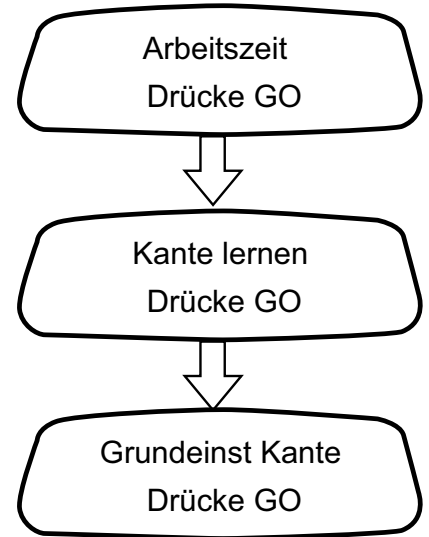 Arbeitszeit
Drücke GO
Kante lernen
Drücke GO
Grundeinst Kante
Drücke GO